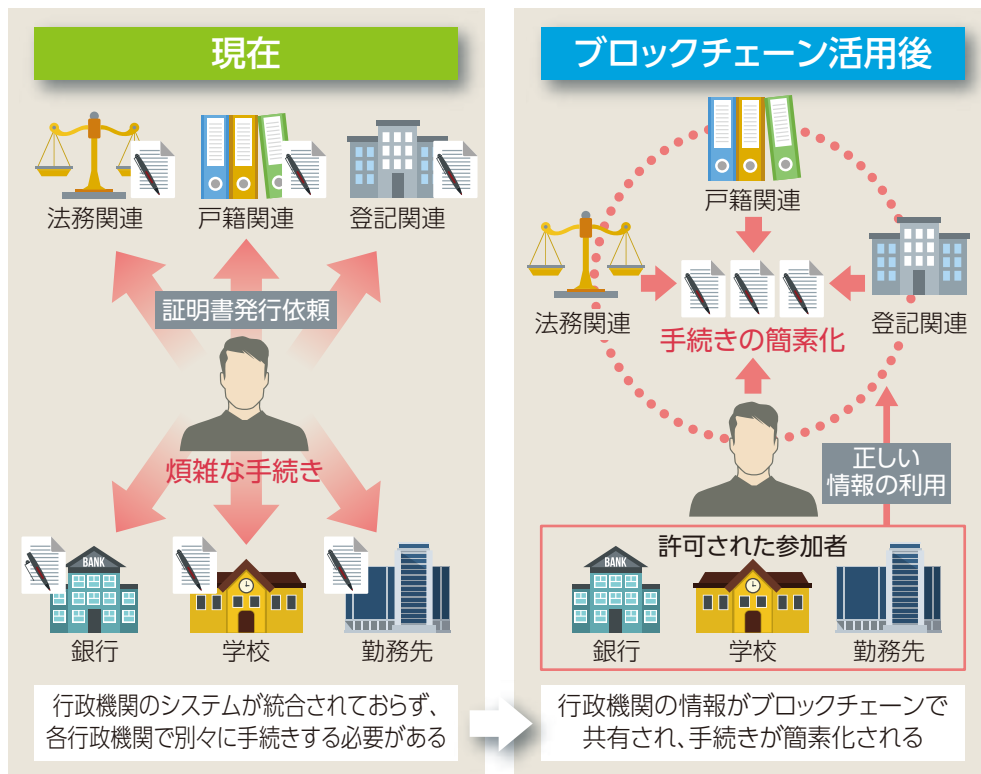 現在
法務関連
戸籍関連
登記関連
証明書発行依頼
煩雑な手続き
BANK
銀行
学校
勤務先
行政機関のシステムが統合されておらず、
各行政機関で別々に手続きする必要がある
ブロックチェーン活用後
戸籍関連
法務関連
登記関連
手続きの簡素化
正しい
情報の利用
許可された参加者
BANK
銀行
学校
勤務先
行政機関の情報がブロックチェーンで
共有され、手続きが簡素化される